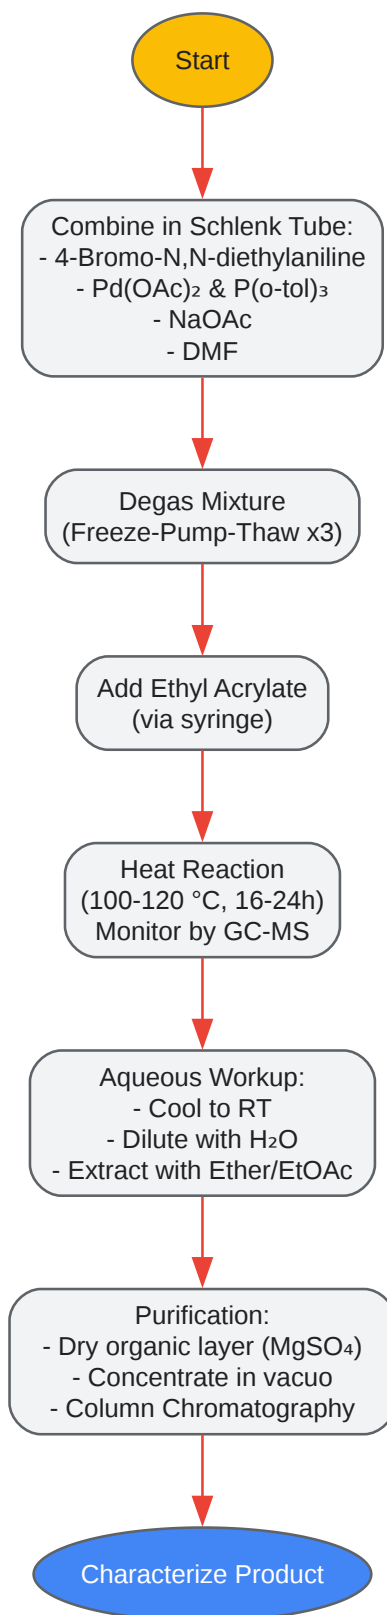 Start
Combine in Schlenk Tube:
- 4-Bromo-N,N-diethylaniline
- Pd(OAc)₂ & P(o-tol)₃
- NaOAc
- DMF
Degas Mixture
(Freeze-Pump-Thaw x3)
Add Ethyl Acrylate
(via syringe)
Heat Reaction
(100-120 °C, 16-24h)
Monitor by GC-MS
Aqueous Workup:
- Cool to RT
- Dilute with H₂O
- Extract with Ether/EtOAc
Purification:
- Dry organic layer (MgSO₄)
- Concentrate in vacuo
- Column Chromatography
Characterize Product